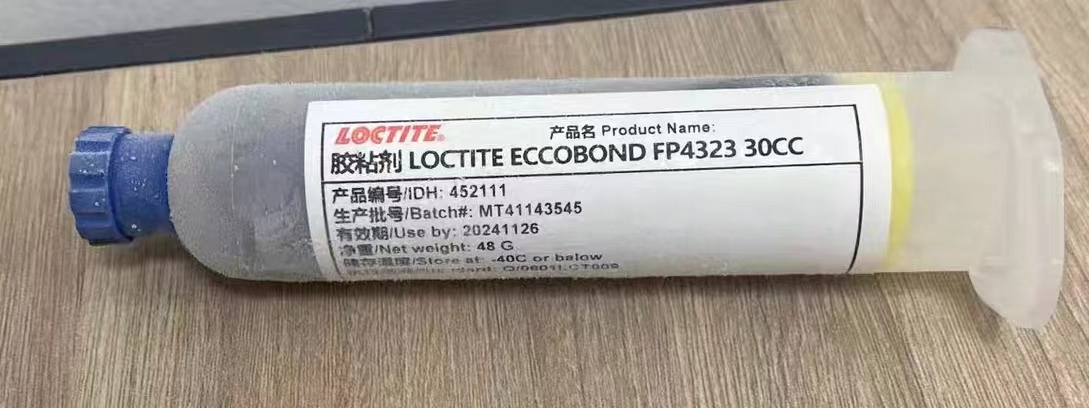 LOCTITE® 产品名 Product Name:
胶粘剂 LOCTITE ECCOBOND FP4323 30CC
产品编号/IDH: 452111
生产批号/Batch#: MT41143545
有效期/Use by: 20241126
净重/Net weight: 48 G
储存温度/Store at: -40C or balow
Q/0601LCT009